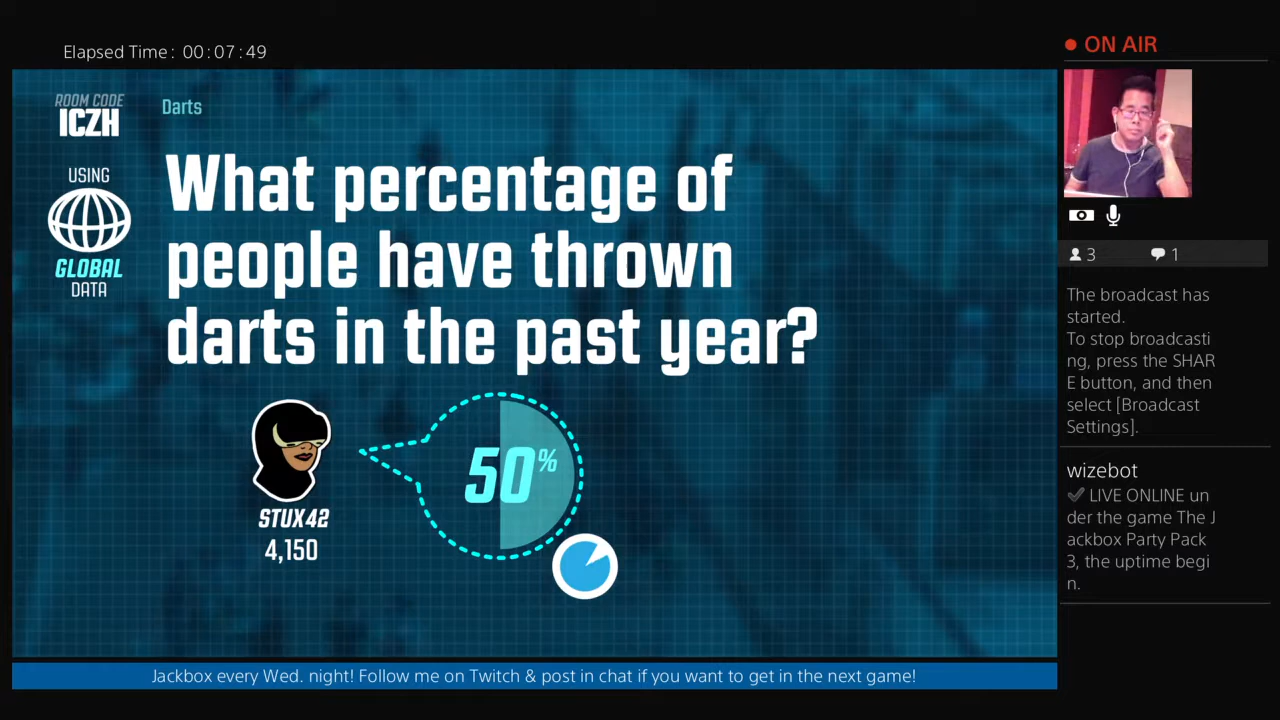 Elapsed Time: 00:07:49
ON AIR
ROOM CODE
ICZH
Darts
USING
GLOBAL
DATA
What percentage of
people have thrown
darts in the past year?
50%
STUX42
4,150
3
1
The broadcast has
started.
To stop broadcasti
ng, press the SHAR
E button, and then
select [Broadcast
Settings].
wizebot
✔ LIVE ONLINE un
der the game The J
ackbox Party Pack
3, the uptime begi
n.
Jackbox every Wed. night! Follow me on Twitch & post in chat if you want to get in the next game!